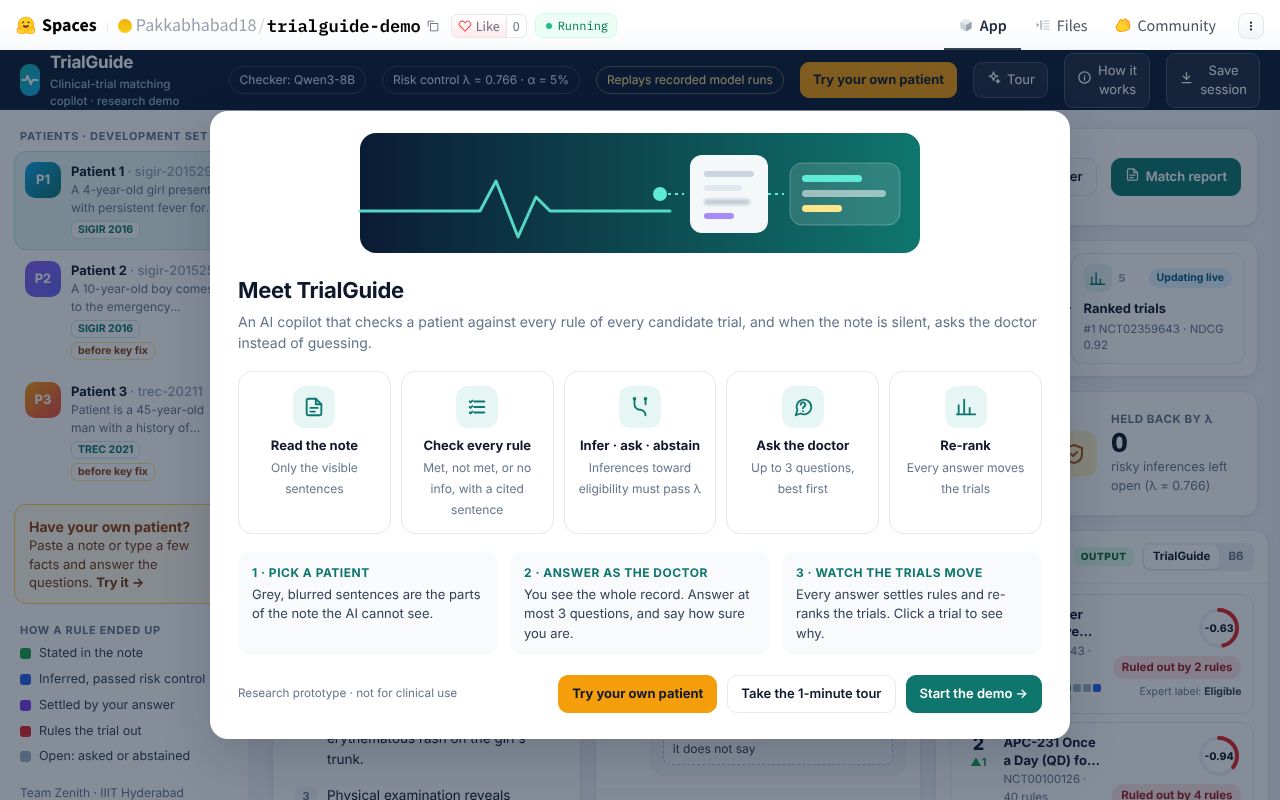 Spaces
Pakkabhabad18/trialguide-demo
Like 0
Running
App
Files
Community
TrialGuide
Clinical-trial matching
copilot · research demo
Checker: Qwen3-8B
Risk control λ = 0.766 · α = 5%
Replays recorded model runs
Try your own patient
Tour
How it
works
Save
session
PATIENTS · DEVELOPMENT SET
P1
Patient 1 · sigir-201529
A 4-year-old girl present
with persistent fever for.
SIGIR 2016
P2
Patient 2 · sigir-201525
A 10-year-old boy comes
to the emergency...
SIGIR 2016
before key fix
P3
Patient 3 · trec-20211
Patient is a 45-year-old
man with a history of...
TREC 2021
before key fix
Have your own patient?
Paste a note or type a few
facts and answer the
questions. Try it →
HOW A RULE ENDED UP
Stated in the note
Inferred, passed risk control
Settled by your answer
Rules the trial out
Open: asked or abstained
Team Zenith · IIIT Hyderabad
Meet TrialGuide
An AI copilot that checks a patient against every rule of every candidate trial, and when the note is silent, asks the doctor
instead of guessing.
Read the note
Only the visible
sentences
Check every rule
Met, not met, or no
info, with a cited
sentence
Infer · ask · abstain
Inferences toward
eligibility must pass λ
Ask the doctor
Up to 3 questions,
best first
Re-rank
Every answer moves
the trials
1 · PICK A PATIENT
Grey, blurred sentences are the parts
of the note the AI cannot see.
2 · ANSWER AS THE DOCTOR
You see the whole record. Answer at
most 3 questions, and say how sure
you are.
3 · WATCH THE TRIALS MOVE
Every answer settles rules and re-
ranks the trials. Click a trial to see
why.
Research prototype · not for clinical use
Try your own patient
Take the 1-minute tour
Start the demo →
er
Match report
5
Updating live
Ranked trials
#1 NCT02359643 · NDCG
0.92
HELD BACK BY λ
0
risky inferences left
open (λ = 0.766)
OUTPUT
TrialGuide
B6
er
ve...
43 ·
-0.63
Ruled out by 2 rules
Expert label: Eligible
2
▲1
APC-231 Once
a Day (QD) fo...
NCT00100126 ·
40 rules
-0.94
Ruled out by 4 rules
erythematous rash on the girl's
trunk.
3
Physical examination reveals
it does not say